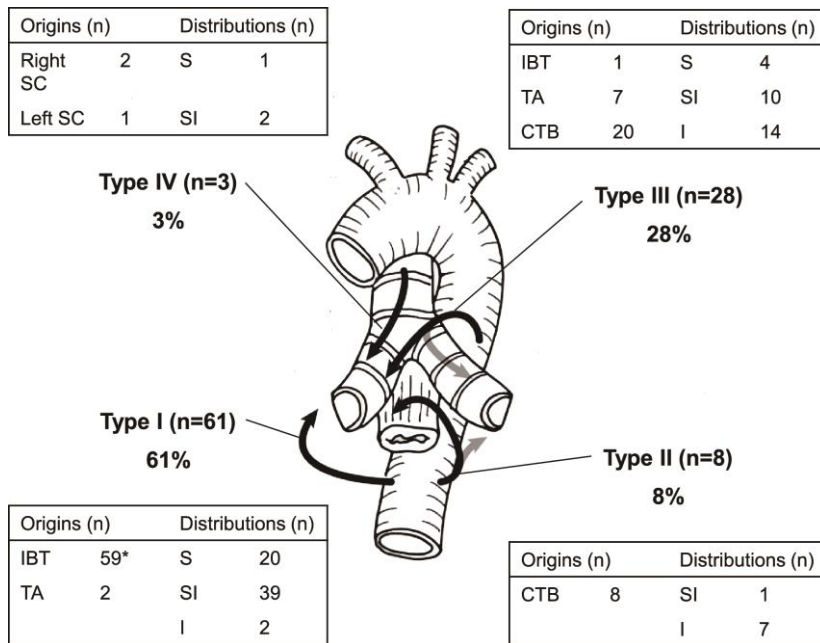 Origins (n) Distributions (n)
Right SC 2 S 1
Left SC 1 SI 2
Origins (n) Distributions (n)
IBT 1 S 4
TA 7 SI 10
CTB 20 I 14
Type IV (n=3)
3%
Type III (n=28)
28%
Type I (n=61)
61%
Type II (n=8)
8%
Origins (n) Distributions (n)
IBT 59* S 20
TA 2 SI 39
I 2
Origins (n) Distributions (n)
CTB 8 SI 1
I 7